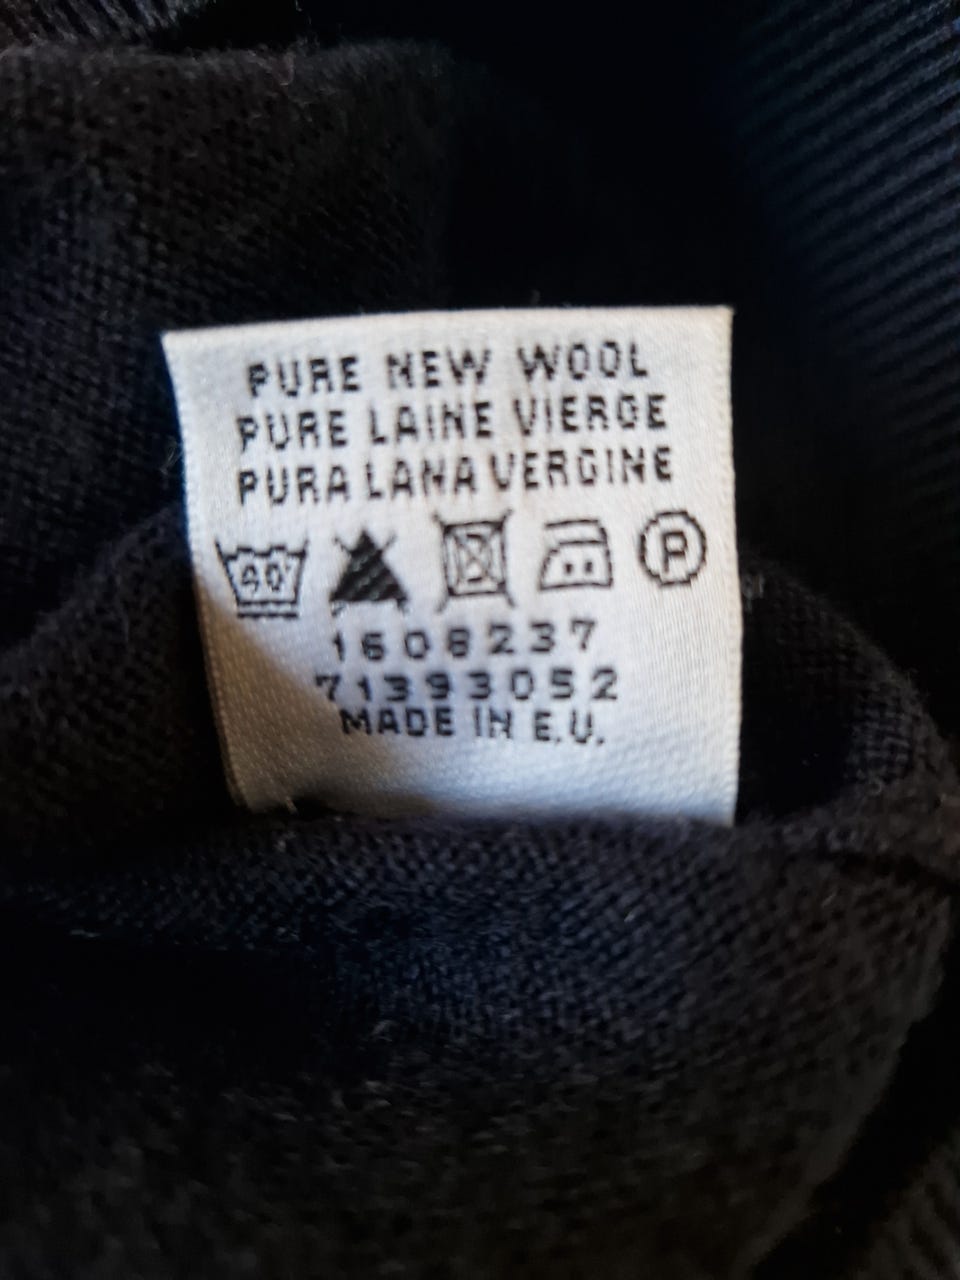 PURE NEW WOOL
PURE LAINE VIERGE
PURA LANA VERGINE
40° P
1608237
71393052
MADE IN E.U.